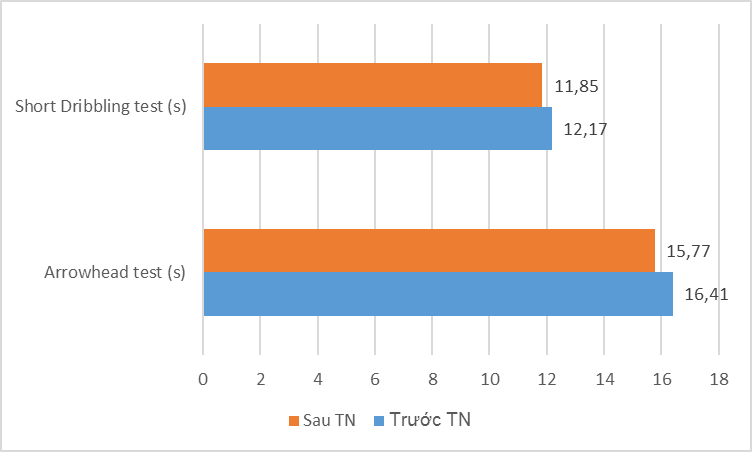 Short Dribbling test (s)
11,85
12,17
Arrowhead test (s)
15,77
16,41
0 2 4 6 8 10 12 14 16 18
Sau TN Trước TN